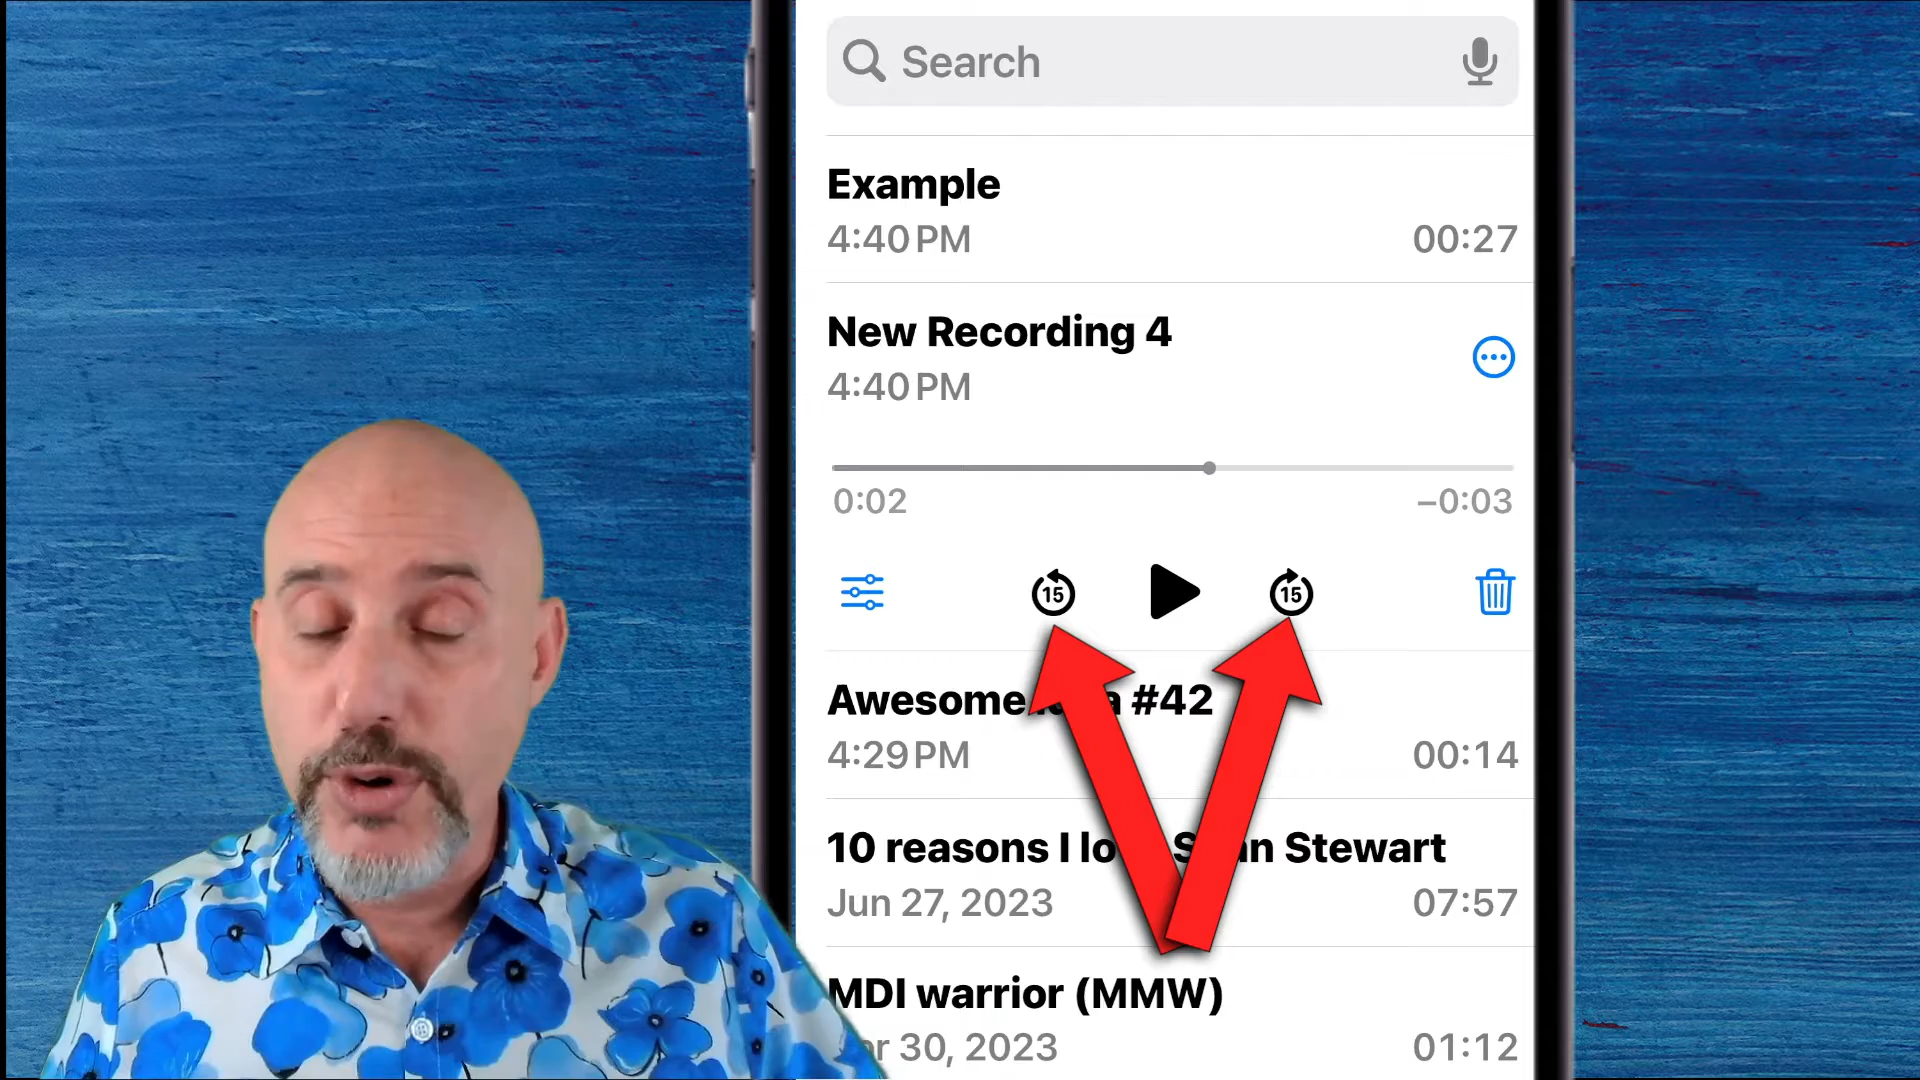 Search
Example
4:40 PM
00:27
New Recording 4
4:40 PM
0:02
−0:03
15
15
Awesome #42
4:29 PM
00:14
10 reasons I Stewart
Jun 27, 2023
07:57
MDI warrior (MMW)
30, 2023
01:12